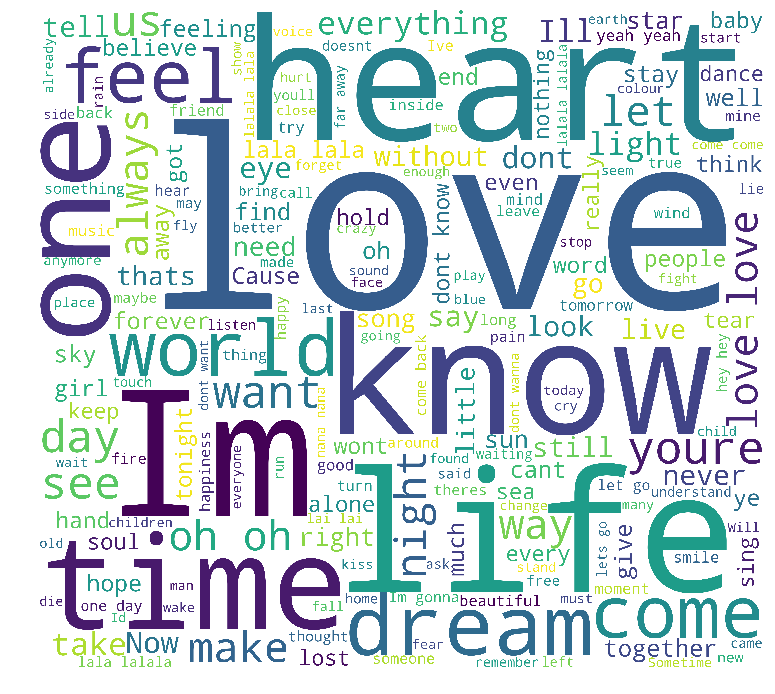 tell us feeling everything Ill star baby
believe voice Ive doesnt earth yeah yeah start
already feel show heart stay dance
lalala lala hurt youll far away end nothing lalala lalala colour well mine
side back rain friend close inside let
one always got try two light come come
lala lala without dont think
something eye forget enough really seem true lie
hear bring call even
may find better love mind leave wind
music away fly hold crazy dont know
anymore need oh stop people
thats Cause made sound face play word go fight
place maybe blue tomorrow love love
forever listen happy last song say long look live tear
sky world thing going pain hey hey
girl touch dont want want come back know dont wanna today
keep nana nana little cry child
day tonight Im wont around sun still youre
wait fire happiness everyone run good found waiting
see theres said cant let go never
turn life sea understand
hand children alone night change many ye
soul oh oh lai lai right way will
old much every lets go give sing
hope man kiss ask stand free smile
die one day time wake home Im gonna beautiful must moment
Id fall dream come new
take Now make thought fear together came
lala lalala lost someone remember left Sometime